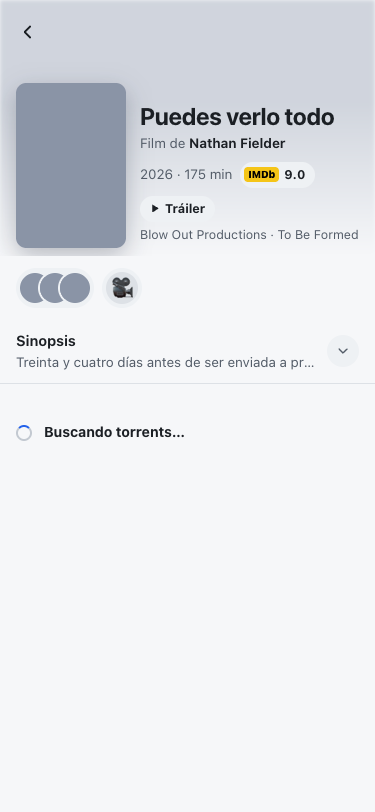 Puedes verlo todo
Film de Nathan Fielder
2026 · 175 min IMDb 9.0
Tráiler
Blow Out Productions · To Be Formed
Sinopsis
Treinta y cuatro días antes de ser enviada a pr...
Buscando torrents...